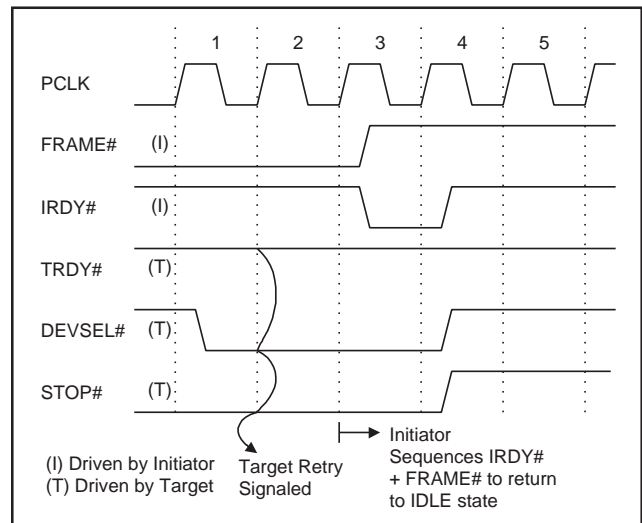 1 2 3 4 5
PCLK
FRAME# (I)
IRDY# (I)
TRDY# (T)
DEVSEL# (T)
STOP# (T)
(I) Driven by Initiator
(T) Driven by Target
Target Retry
Signaled
Initiator
Sequences IRDY#
+ FRAME# to return
to IDLE state